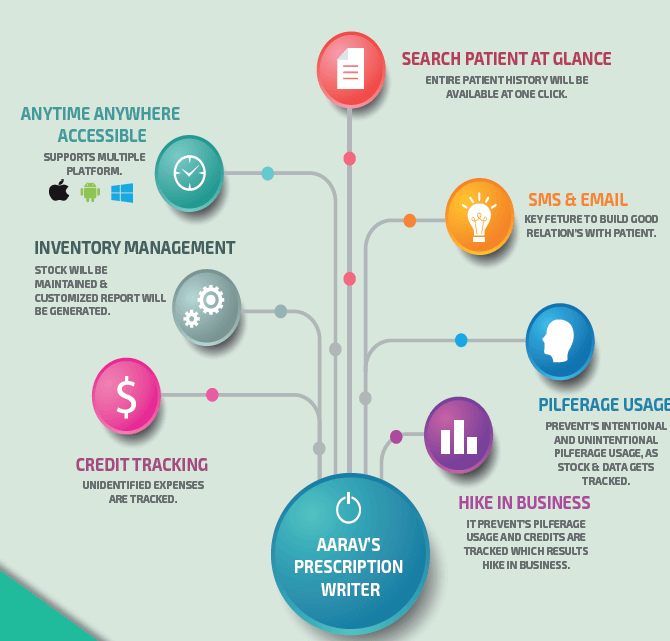 SEARCH PATIENT AT GLANCE
ENTIRE PATIENT HISTORY WILL BE
AVAILABLE AT ONE CLICK.
ANYTIME ANYWHERE
ACCESSIBLE
SUPPORTS MULTIPLE
PLATFORM.
SMS & EMAIL
KEY FETURE TO BUILD GOOD
RELATION'S WITH PATIENT.
INVENTORY MANAGEMENT
STOCK WILL BE
MAINTAINED &
CUSTOMIZED REPORT WILL
BE GENERATED.
$
PILFERAGE USAGE
PREVENT'S INTENTIONAL
AND UNINTENTIONAL
PILFERAGE USAGE, AS
STOCK & DATA GETS
TRACKED.
CREDIT TRACKING
UNIDENTIFIED EXPENSES
ARE TRACKED.
HIKE IN BUSINESS
IT PREVENT'S PILFERAGE
USAGE AND CREDITS ARE
TRACKED WHICH RESULTS
HIKE IN BUSINESS.
AARAV'S
PRESCRIPTION
WRITER